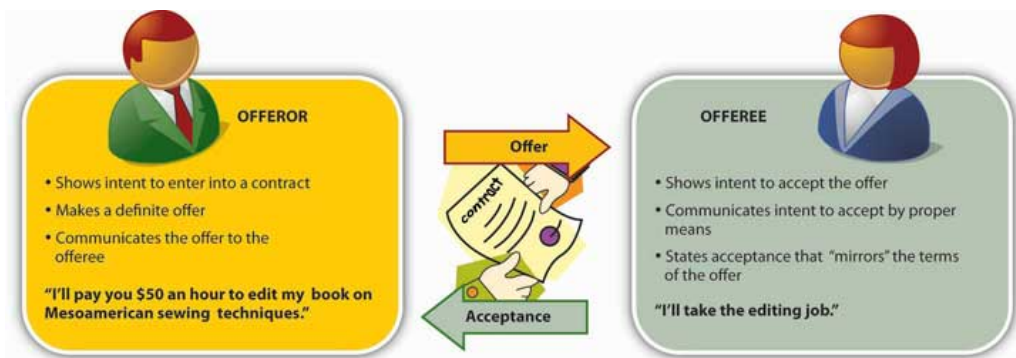 OFFEROR
• Shows intent to enter into a contract
• Makes a definite offer
• Communicates the offer to the
offeree
“I’ll pay you $50 an hour to edit my book on
Mesoamerican sewing techniques.”
Offer
contract
Acceptance
OFFEREE
• Shows intent to accept the offer
• Communicates intent to accept by proper
means
• States acceptance that “mirrors” the terms
of the offer
“I’ll take the editing job.”